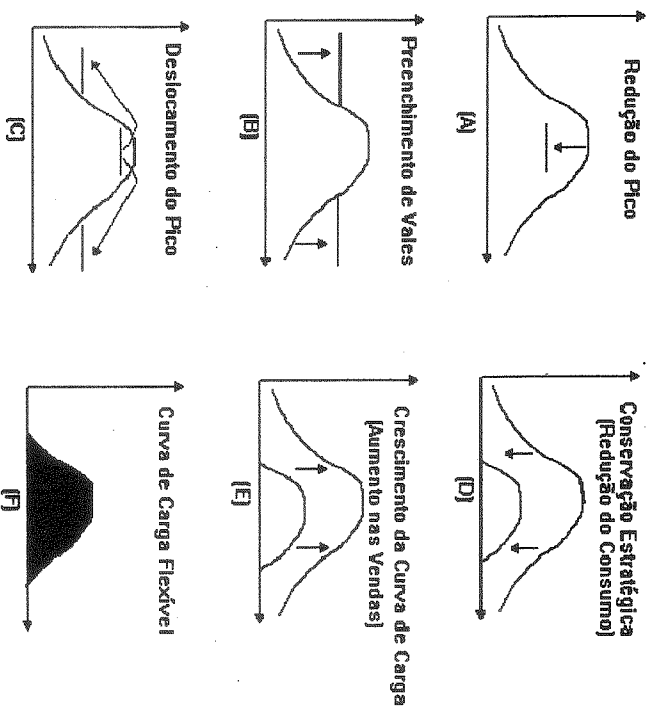 Redução do Pico
(A)
Preenchimento de Vales
(B)
Deslocamento do Pico
(C)
Conservação Estratégica
(Redução do Consumo)
(D)
Crescimento da Curva de Carga
(Aumento nas Vendas)
(E)
Curva de Carga Flexível
(F)